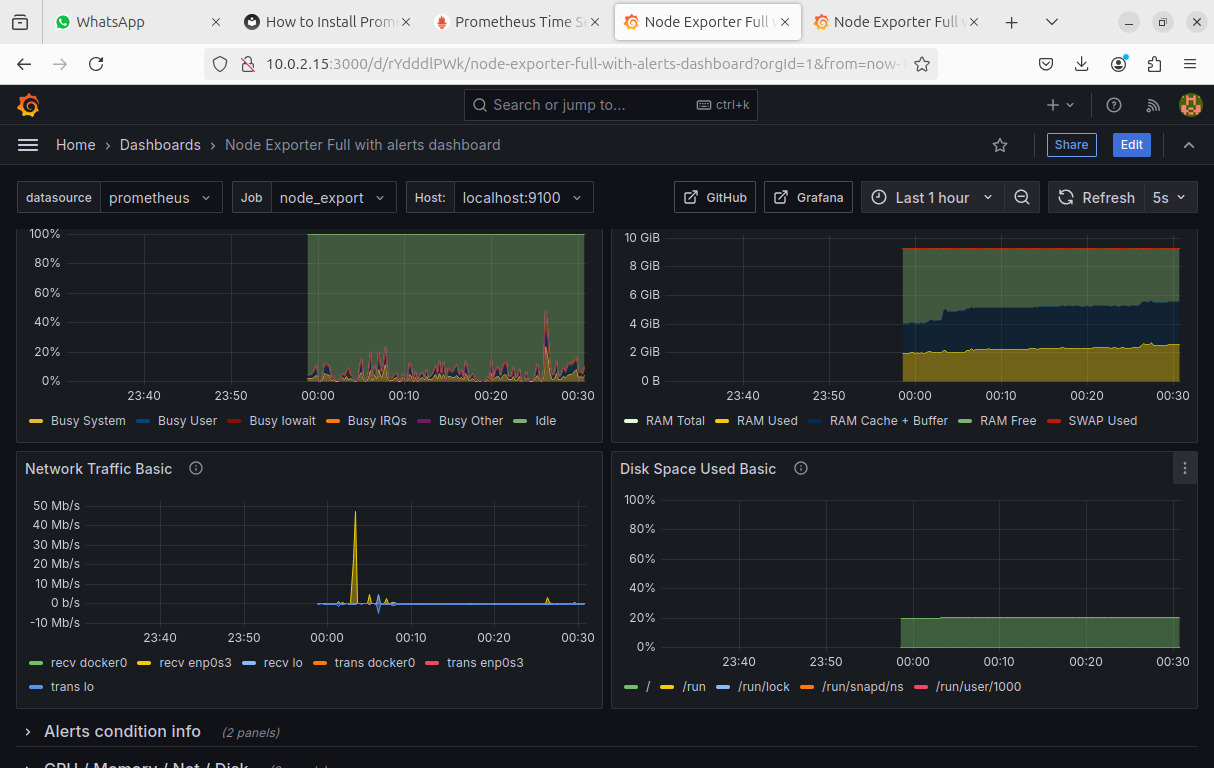 WhatsApp
How to Install Prom
Prometheus Time Se
Node Exporter Full w
Node Exporter Full w
10.0.2.15:3000/d/rYdddlPWk/node-exporter-full-with-alerts-dashboard?orgId=1&from=now-1
Search or jump to... ctrl+k
Home › Dashboards › Node Exporter Full with alerts dashboard
Share Edit
datasource prometheus Job node_export Host: localhost:9100 GitHub Grafana Last 1 hour Refresh 5s
100%
80%
60%
40%
20%
0%
23:40 23:50 00:00 00:10 00:20 00:30
Busy System Busy User Busy Iowait Busy IRQs Busy Other Idle
10 GiB
8 GiB
6 GiB
4 GiB
2 GiB
0 B
23:40 23:50 00:00 00:10 00:20 00:30
RAM Total RAM Used RAM Cache + Buffer RAM Free SWAP Used
Network Traffic Basic
50 Mb/s
40 Mb/s
30 Mb/s
20 Mb/s
10 Mb/s
0 b/s
-10 Mb/s
23:40 23:50 00:00 00:10 00:20 00:30
recv docker0 recv enp0s3 recv lo trans docker0 trans enp0s3
trans lo
Disk Space Used Basic
100%
80%
60%
40%
20%
0%
23:40 23:50 00:00 00:10 00:20 00:30
/ /run /run/lock /run/snapd/ns /run/user/1000
Alerts condition info (2 panels)
CPU / Memory / Net / Disk